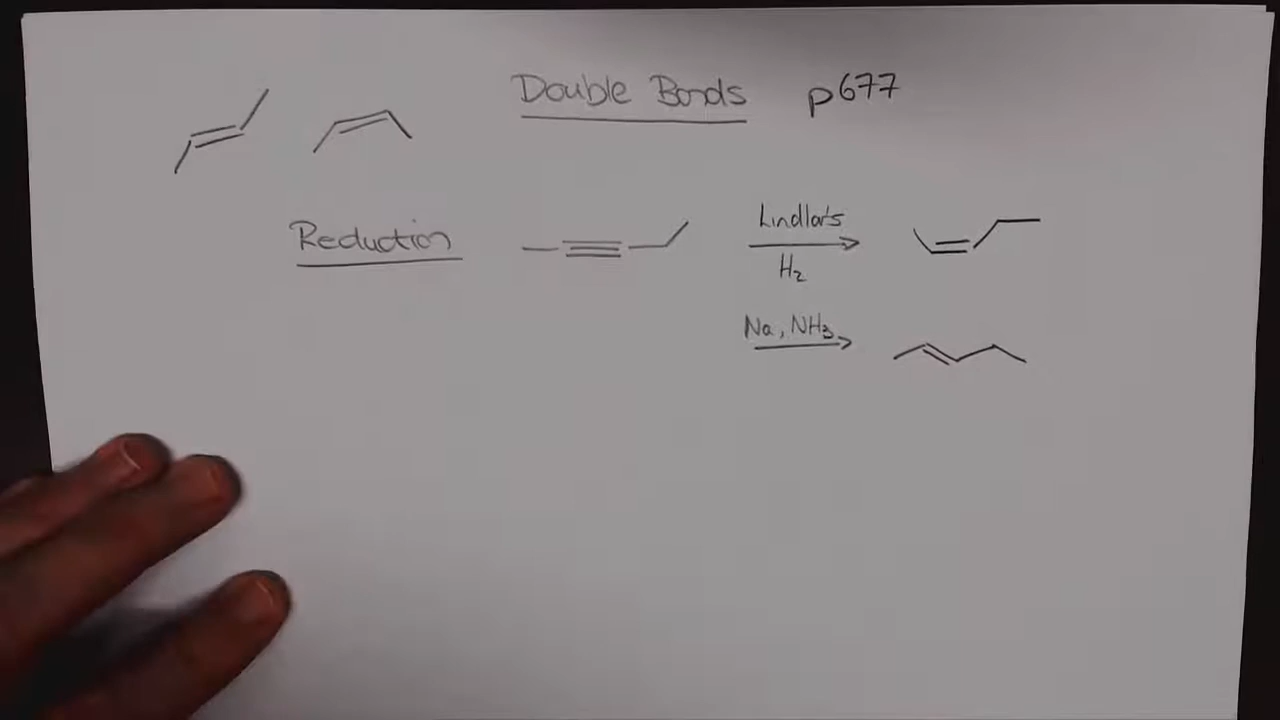 Double Bonds p677
Reduction
Lindlar's
H₂
Na, NH₃